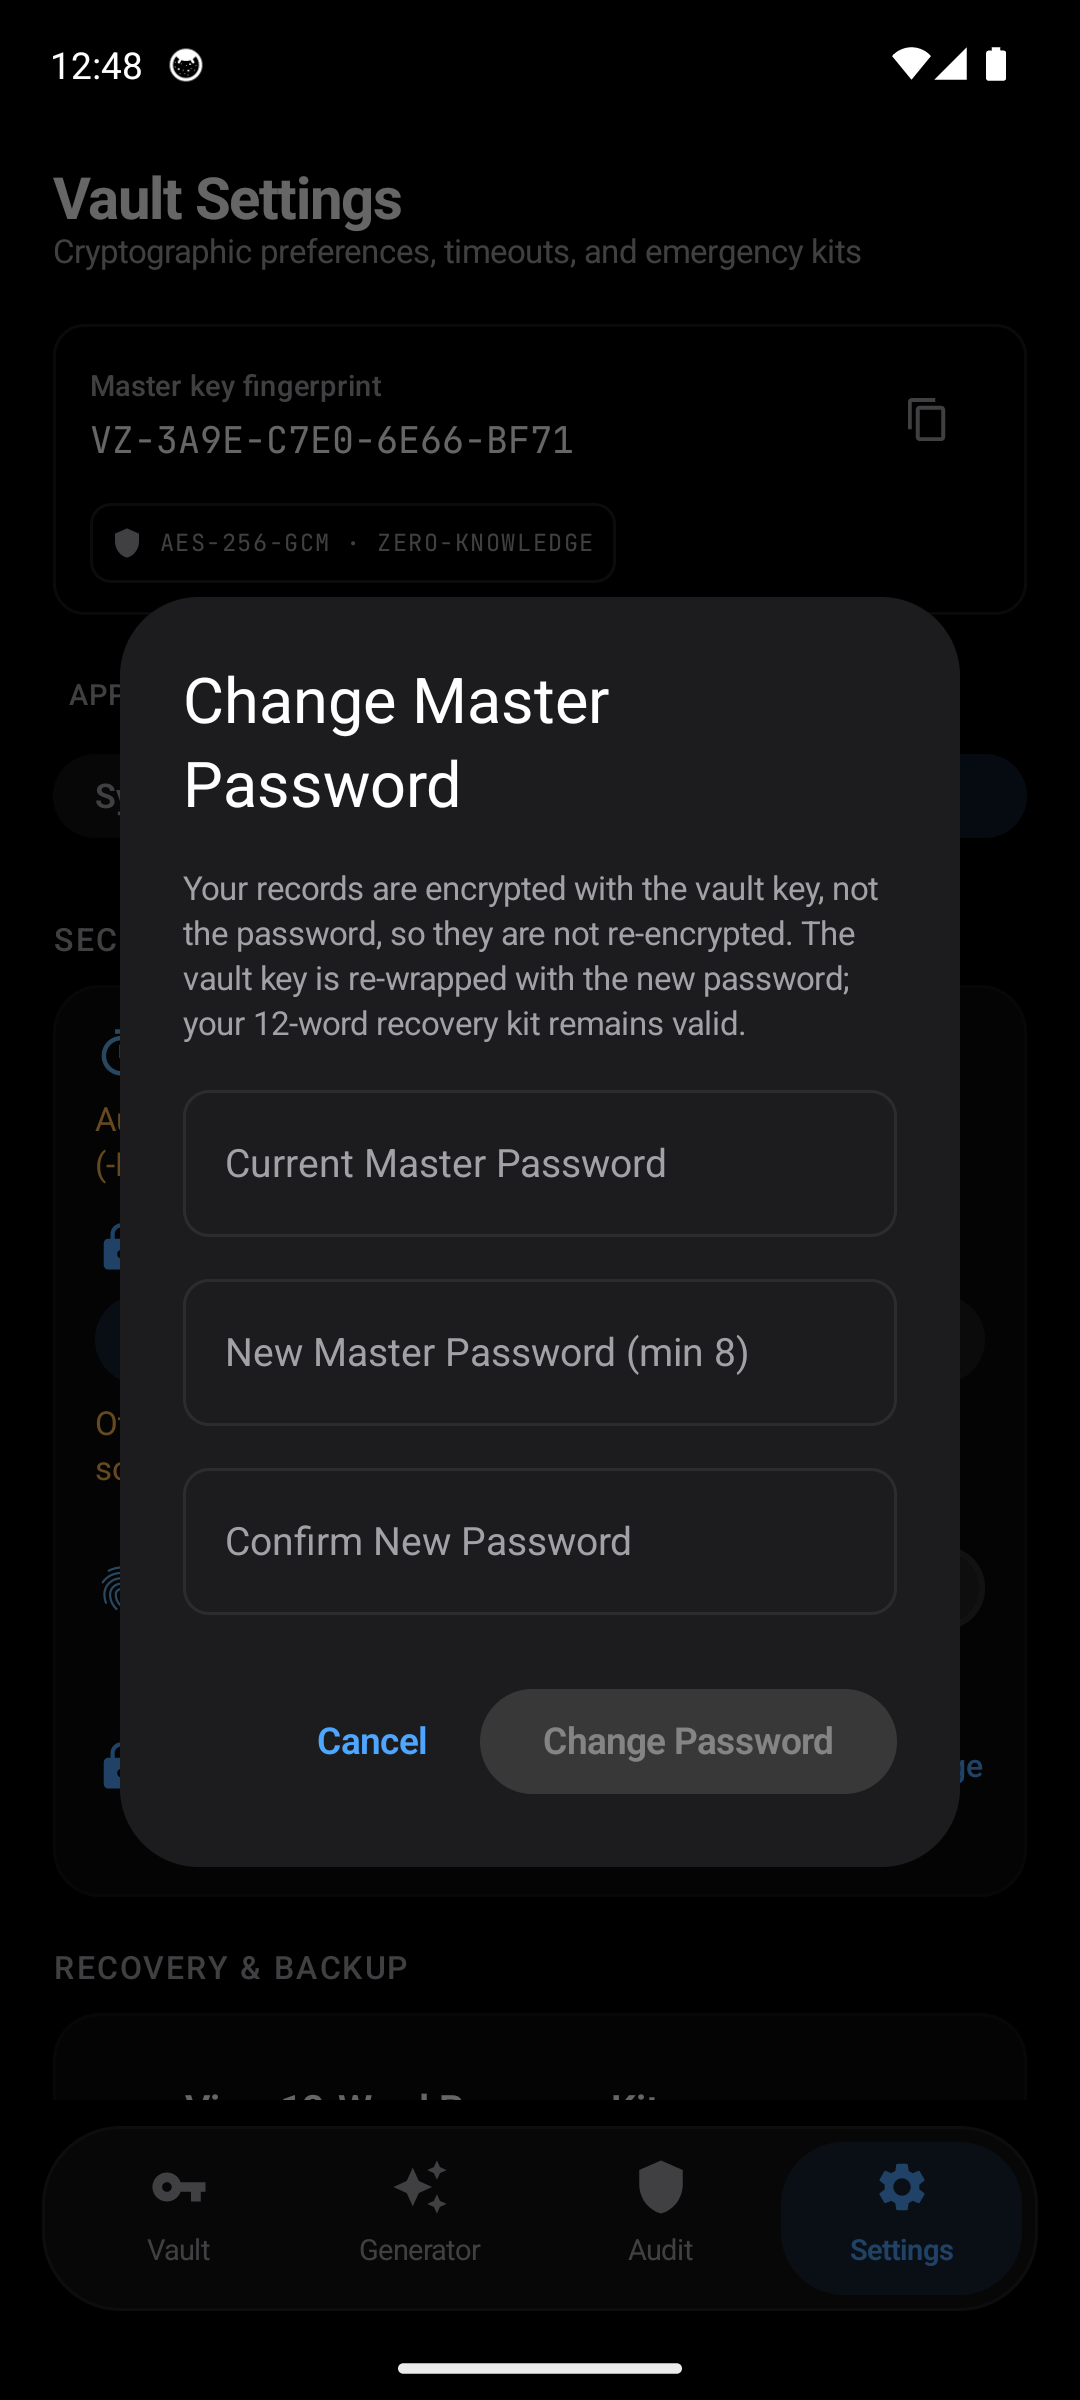 12:48
Vault Settings
Cryptographic preferences, timeouts, and emergency kits
Master key fingerprint
VZ-3A9E-C7E0-6E66-BF71
AES-256-GCM · ZERO-KNOWLEDGE
Change Master
Password
Your records are encrypted with the vault key, not
the password, so they are not re-encrypted. The
vault key is re-wrapped with the new password;
your 12-word recovery kit remains valid.
Current Master Password
New Master Password (min 8)
Confirm New Password
Cancel
Change Password
RECOVERY & BACKUP
Vault
Generator
Audit
Settings